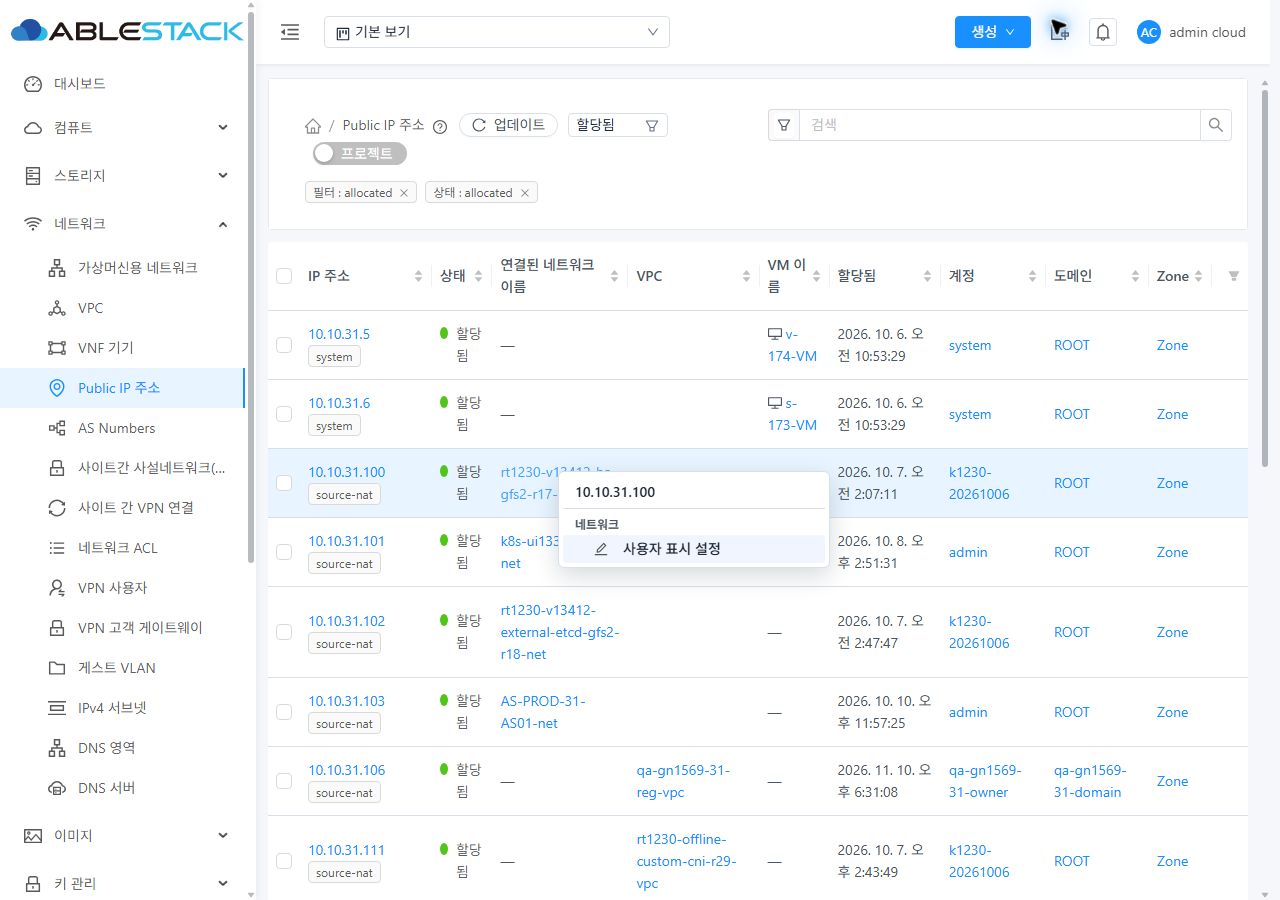 ABLESTACK
기본 보기
생성
AC
admin cloud
대시보드
컴퓨트
스토리지
네트워크
가상머신용 네트워크
VPC
VNF 기기
Public IP 주소
AS Numbers
사이트간 사설네트워크(...
사이트 간 VPN 연결
네트워크 ACL
VPN 사용자
VPN 고객 게이트웨이
게스트 VLAN
IPv4 서브넷
DNS 영역
DNS 서버
이미지
키 관리
/ Public IP 주소
업데이트
할당됨
검색
프로젝트
필터 : allocated
상태 : allocated
IP 주소
상태
연결된 네트워크
이름
VPC
VM 이
름
할당됨
계정
도메인
Zone
10.10.31.5
system
할당
됨
—
v-
174-VM
2026. 10. 6. 오
전 10:53:29
system
ROOT
Zone
10.10.31.6
system
할당
됨
—
s-
173-VM
2026. 10. 6. 오
전 10:53:29
system
ROOT
Zone
10.10.31.100
source-nat
할당
됨
gfs2-r17-
2026. 10. 7. 오
전 2:07:11
k1230-
20261006
ROOT
Zone
10.10.31.100
네트워크
사용자 표시 설정
10.10.31.101
source-nat
할당
됨
k8s-ui133
net
2026. 10. 8. 오
후 2:51:31
admin
ROOT
Zone
10.10.31.102
source-nat
할당
됨
rt1230-v13412-
external-etcd-gfs2-
r18-net
—
2026. 10. 7. 오
전 2:47:47
k1230-
20261006
ROOT
Zone
10.10.31.103
source-nat
할당
됨
AS-PROD-31-
AS01-net
—
2026. 10. 10. 오
후 11:57:25
admin
ROOT
Zone
10.10.31.106
source-nat
할당
됨
—
qa-gn1569-31-
reg-vpc
—
2026. 11. 10. 오
후 6:31:08
qa-gn1569-
31-owner
qa-gn1569-
31-domain
Zone
10.10.31.111
source-nat
할당
됨
—
rt1230-offline-
custom-cni-r29-
vpc
—
2026. 10. 7. 오
후 2:43:49
k1230-
20261006
ROOT
Zone